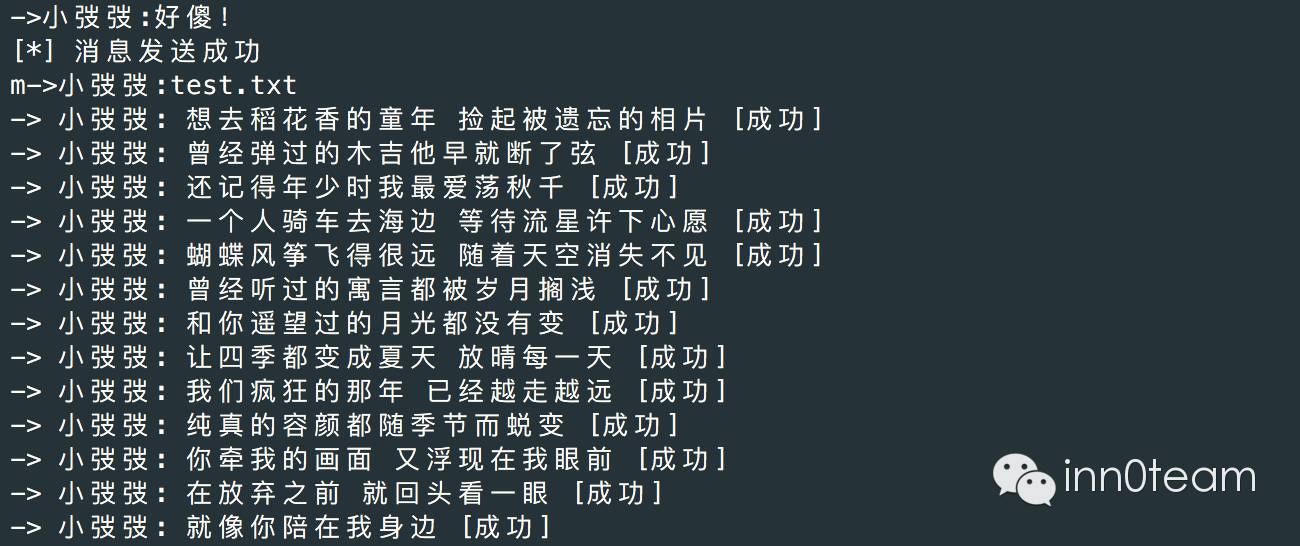 ->小弢弢:好傻!
[*] 消息发送成功
m->小弢弢:test.txt
-> 小弢弢: 想去稻花香的童年 捡起被遗忘的相片 [成功]
-> 小弢弢: 曾经弹过的木吉他早就断了弦 [成功]
-> 小弢弢: 还记得年少时我最爱荡秋千 [成功]
-> 小弢弢: 一个人骑车去海边 等待流星许下心愿 [成功]
-> 小弢弢: 蝴蝶风筝飞得很远 随着天空消失不见 [成功]
-> 小弢弢: 曾经听过的寓言都被岁月搁浅 [成功]
-> 小弢弢: 和你遥望过的月光都没有变 [成功]
-> 小弢弢: 让四季都变成夏天 放晴每一天 [成功]
-> 小弢弢: 我们疯狂的那年 已经越走越远 [成功]
-> 小弢弢: 纯真的容颜都随季节而蜕变 [成功]
-> 小弢弢: 你牵我的画面 又浮现在我眼前 [成功]
-> 小弢弢: 在放弃之前 就回头看一眼 [成功]
-> 小弢弢: 就像你陪在我身边 [成功]
inn0team